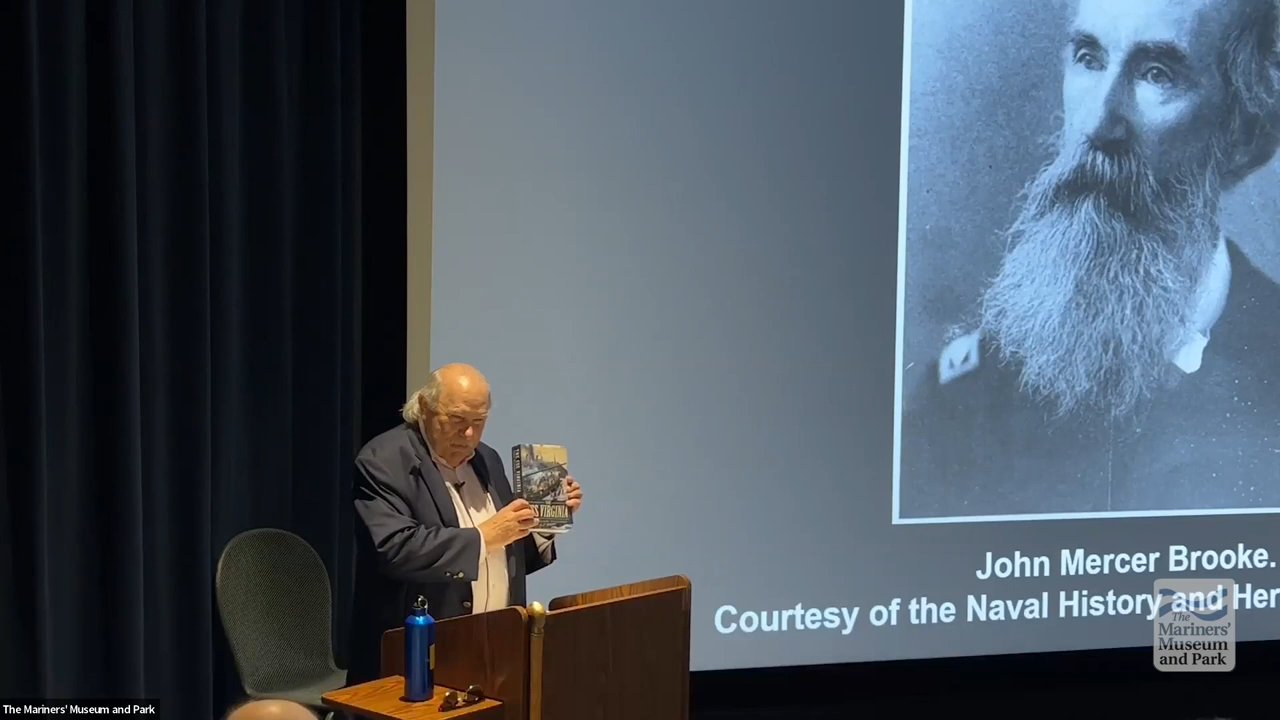 John Mercer Brooke.
Courtesy of the Naval History and Her
The
Mariners'
Museum
and Park
VIRGINIA
The Mariners' Museum and Park